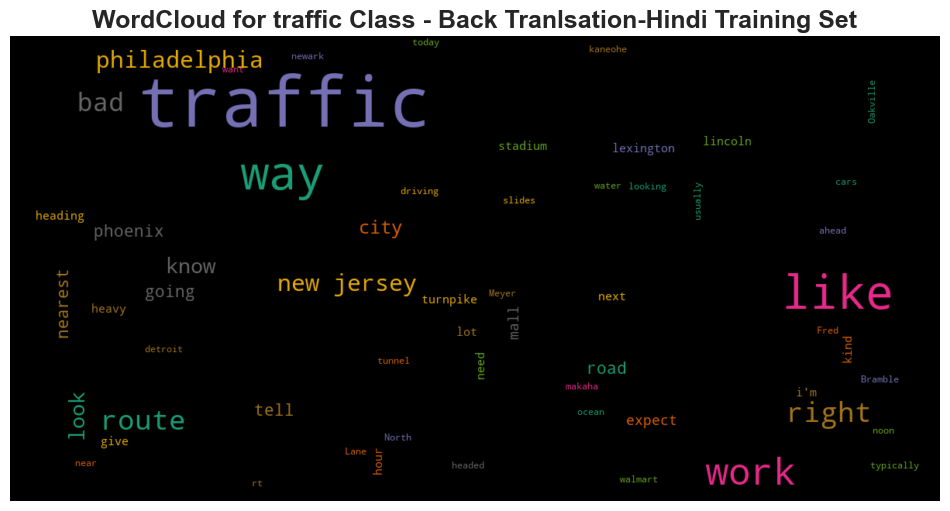 WordCloud for traffic Class - Back Tranlsation-Hindi Training Set
today
kaneohe
philadelphia
newark
want
bad
traffic
Oakville
stadium
lexington
lincoln
way
driving
slides
water
looking
usually
cars
heading
phoenix
city
ahead
know
going
new jersey
turnpike
Meyer
next
like
nearest
heavy
lot
mall
Fred
kind
detroit
tunnel
need
road
makaha
Bramble
i'm
look
route
tell
ocean
expect
right
give
North
noon
near
Lane
hour
headed
work
typically
rt
walmart